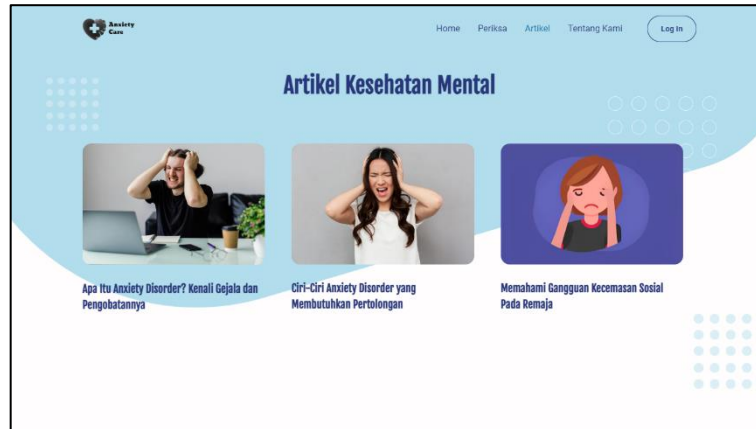 Anxiety
Care
Home Periksa Artikel Tentang Kami Log In
Artikel Kesehatan Mental
Apa Itu Anxiety Disorder? Kenali Gejala dan
Pengobatannya
Ciri-Ciri Anxiety Disorder yang
Membutuhkan Pertolongan
Memahami Gangguan Kecemasan Sosial
Pada Remaja